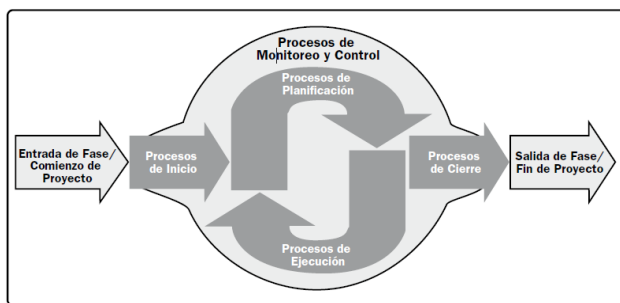 Procesos de
Monitoreo y Control
Procesos de
Planificación
Entrada de Fase/
Comienzo de
Proyecto
Procesos
de Inicio
Procesos
de Cierre
Salida de Fase/
Fin de Proyecto
Procesos de
Ejecución